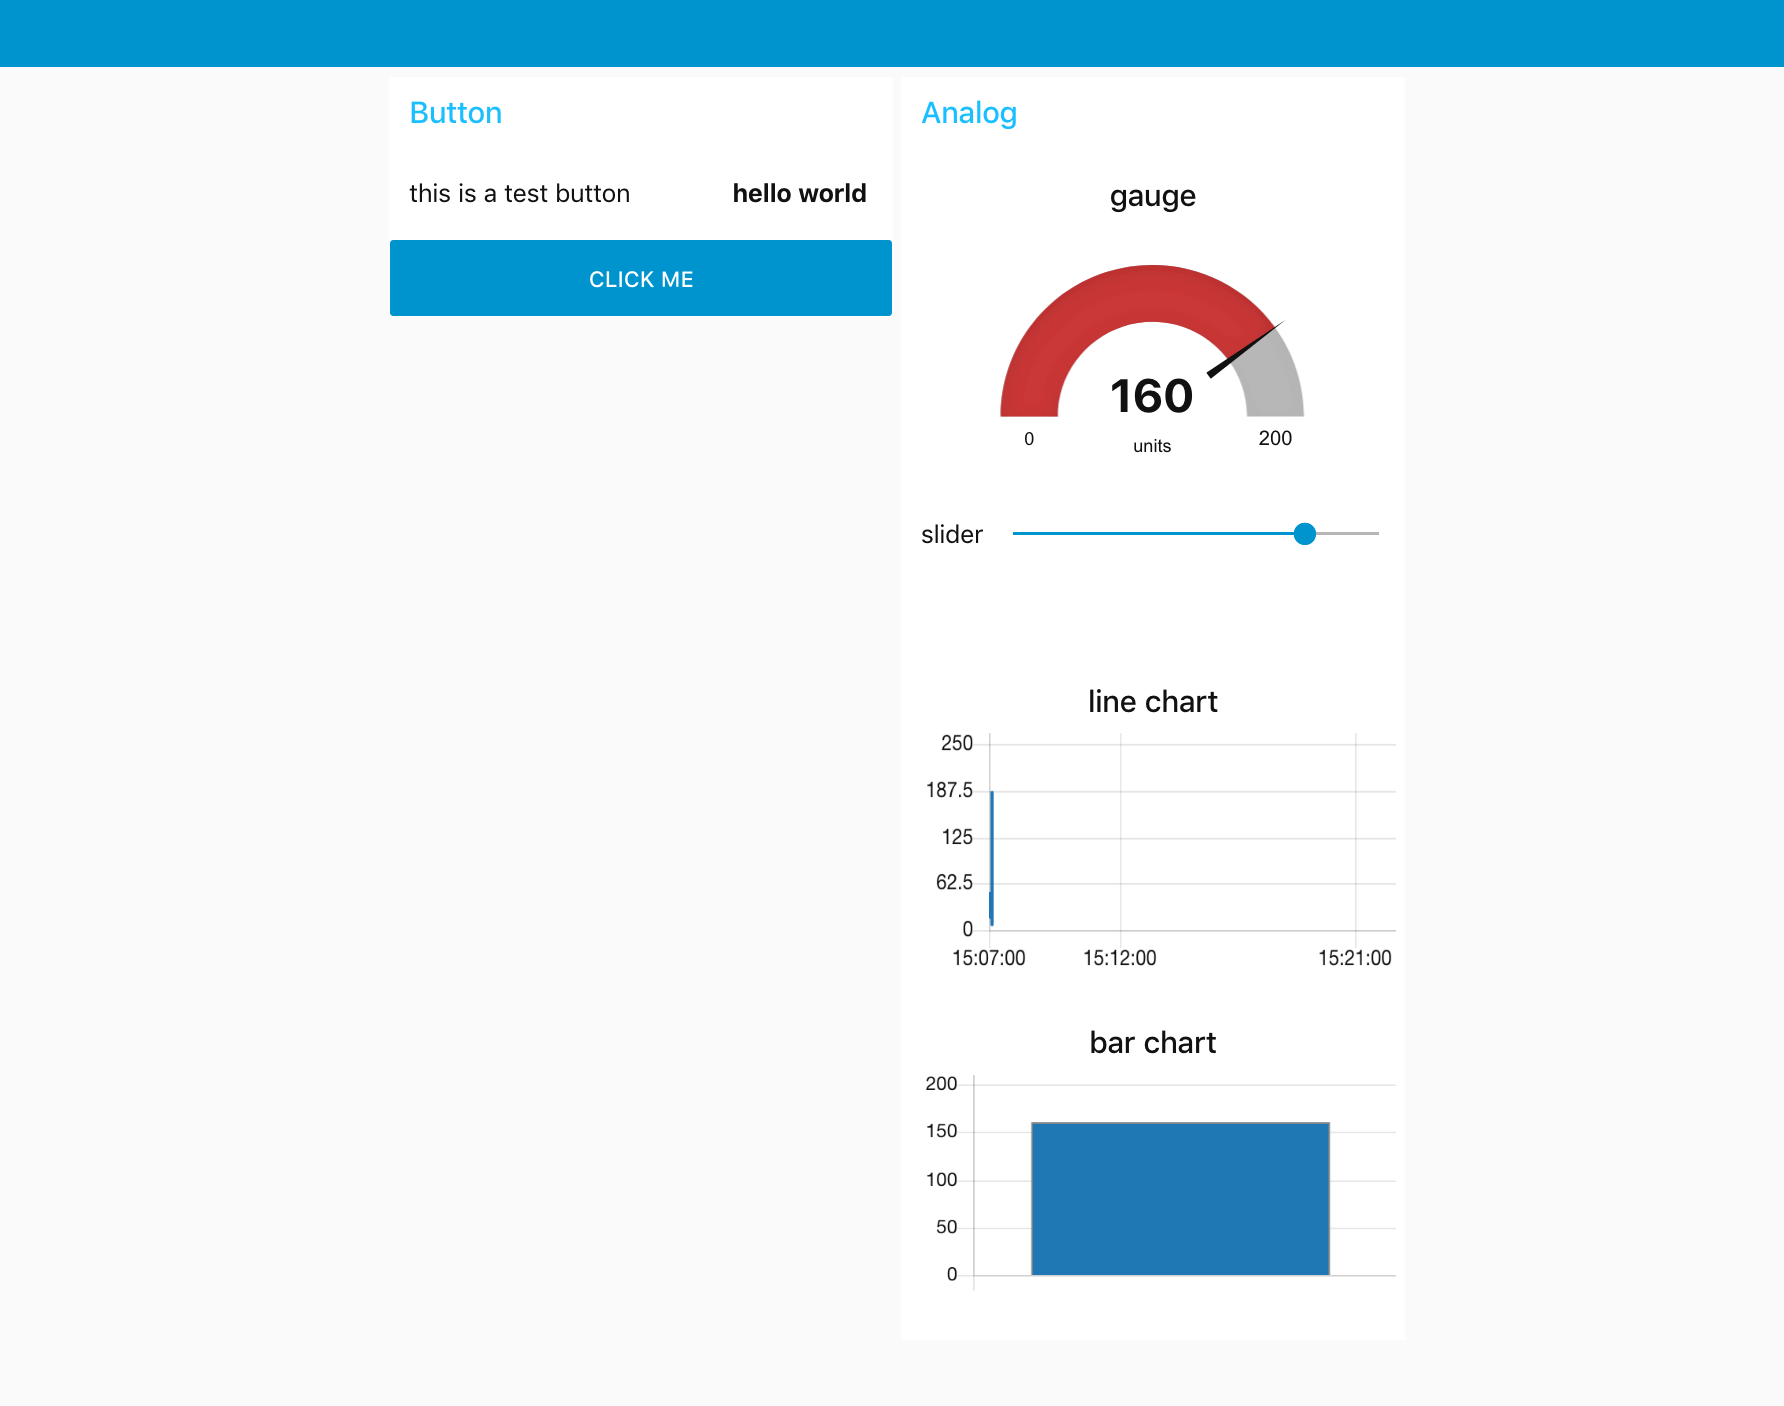 Button
this is a test button hello world
CLICK ME
Analog
gauge
160
0 units 200
slider
line chart
250
187.5
125
62.5
0
15:07:00 15:12:00 15:21:00
bar chart
200
150
100
50
0